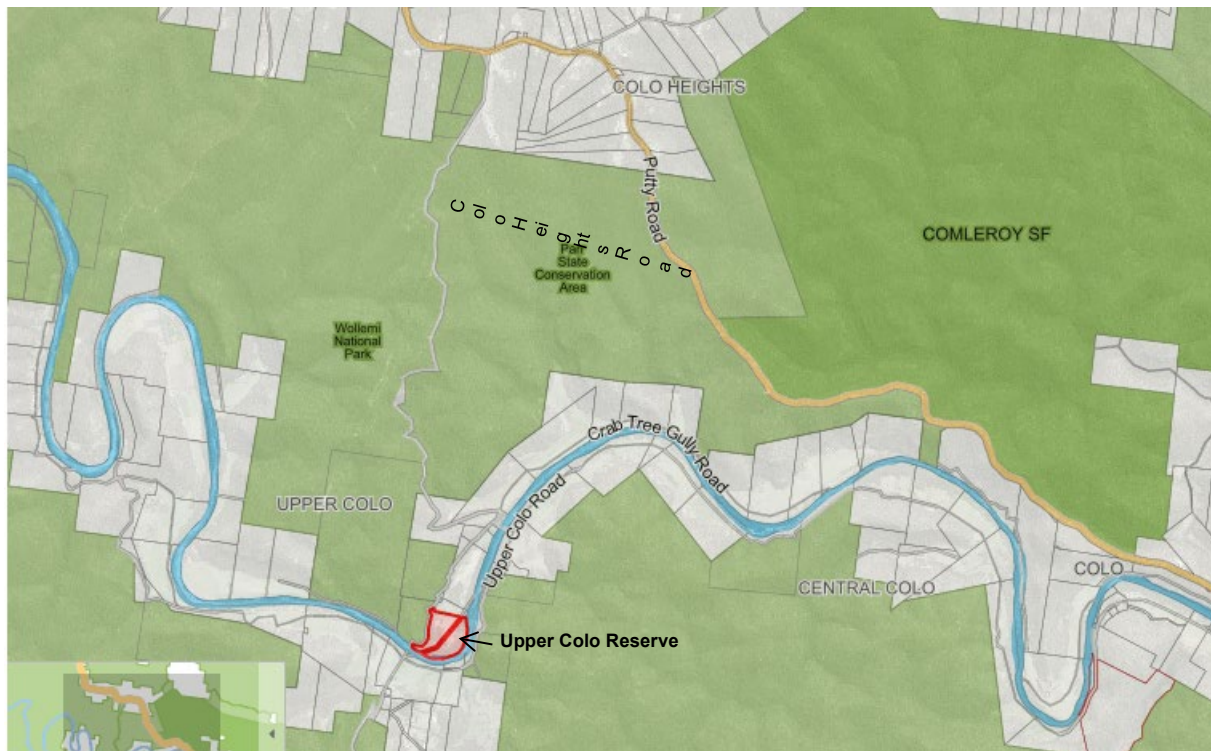 COLO HEIGHTS
Putty Road
Colo Heights Road
COMLEROY SF
Parr
State
Conservation
Area
Wollemi
National
Park
Crab Tree Gully Road
UPPER COLO
Upper Colo Road
COLO
CENTRAL COLO
Upper Colo Reserve